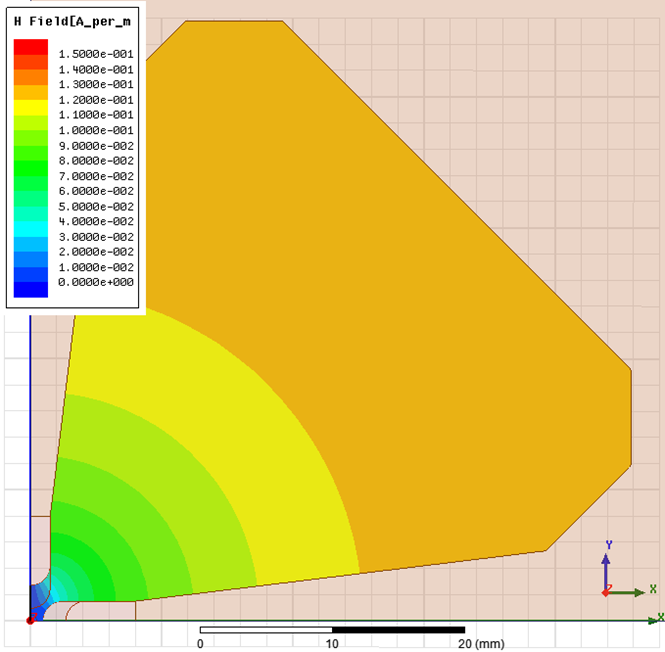 H Field[A_per_m
1.5000e-001
1.4000e-001
1.3000e-001
1.2000e-001
1.1000e-001
1.0000e-001
9.0000e-002
8.0000e-002
7.0000e-002
6.0000e-002
5.0000e-002
4.0000e-002
3.0000e-002
2.0000e-002
1.0000e-002
0.0000e+000
Y
Z
X
X
0 10 20 (mm)